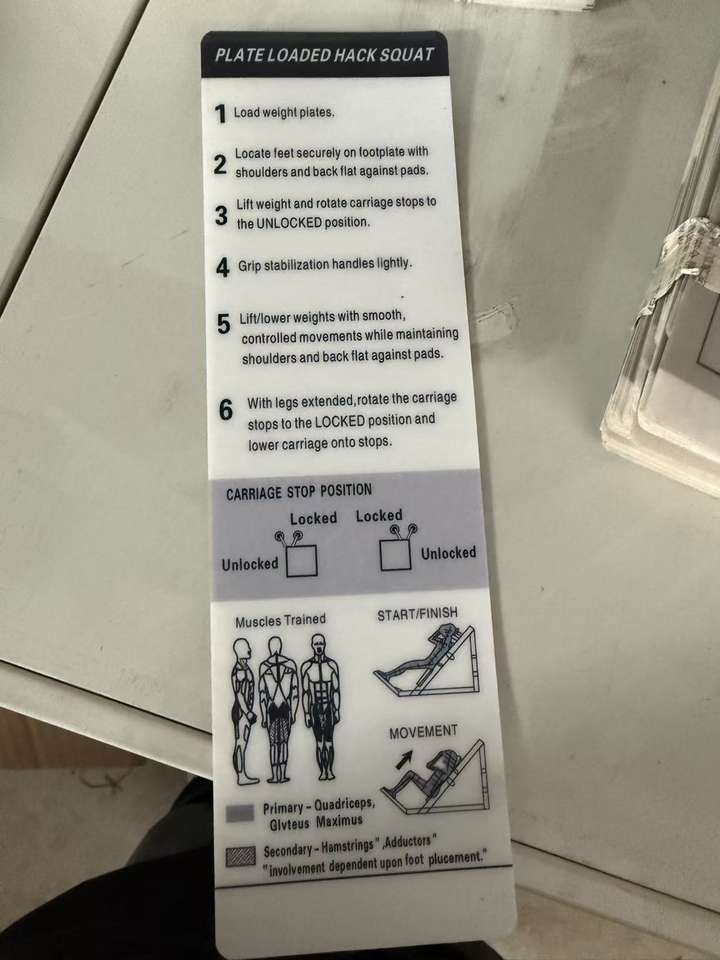 PLATE LOADED HACK SQUAT
1 Load weight plates.
2 Locate feet securely on footplate with
shoulders and back flat against pads.
3 Lift weight and rotate carriage stops to
the UNLOCKED position.
4 Grip stabilization handles lightly.
5 Lift/lower weights with smooth,
controlled movements while maintaining
shoulders and back flat against pads.
6 With legs extended,rotate the carriage
stops to the LOCKED position and
lower carriage onto stops.
CARRIAGE STOP POSITION
Locked Locked
Unlocked Unlocked
Muscles Trained
START/FINISH
MOVEMENT
Primary - Quadriceps,
Glvteus Maximus
Secondary - Hamstrings" ,Adductors"
"Involvement dependent upon foot plucement."